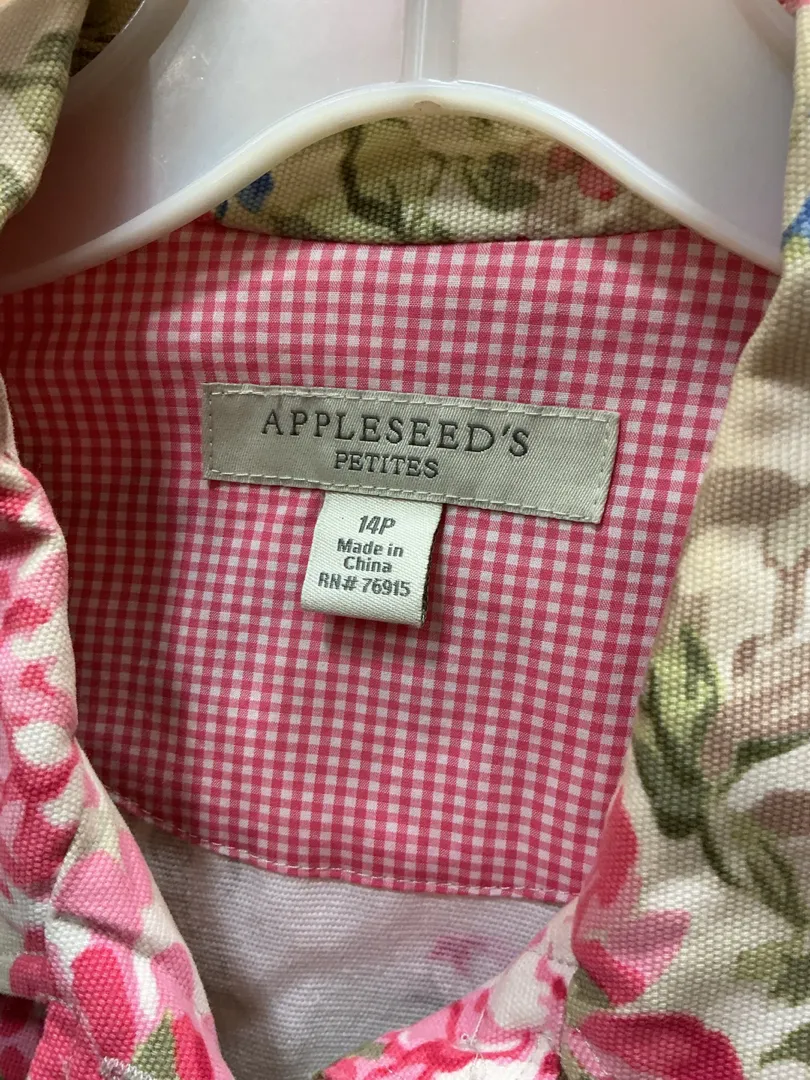 APPLESEED'S
PETITES
14P
Made in
China
RN# 76915